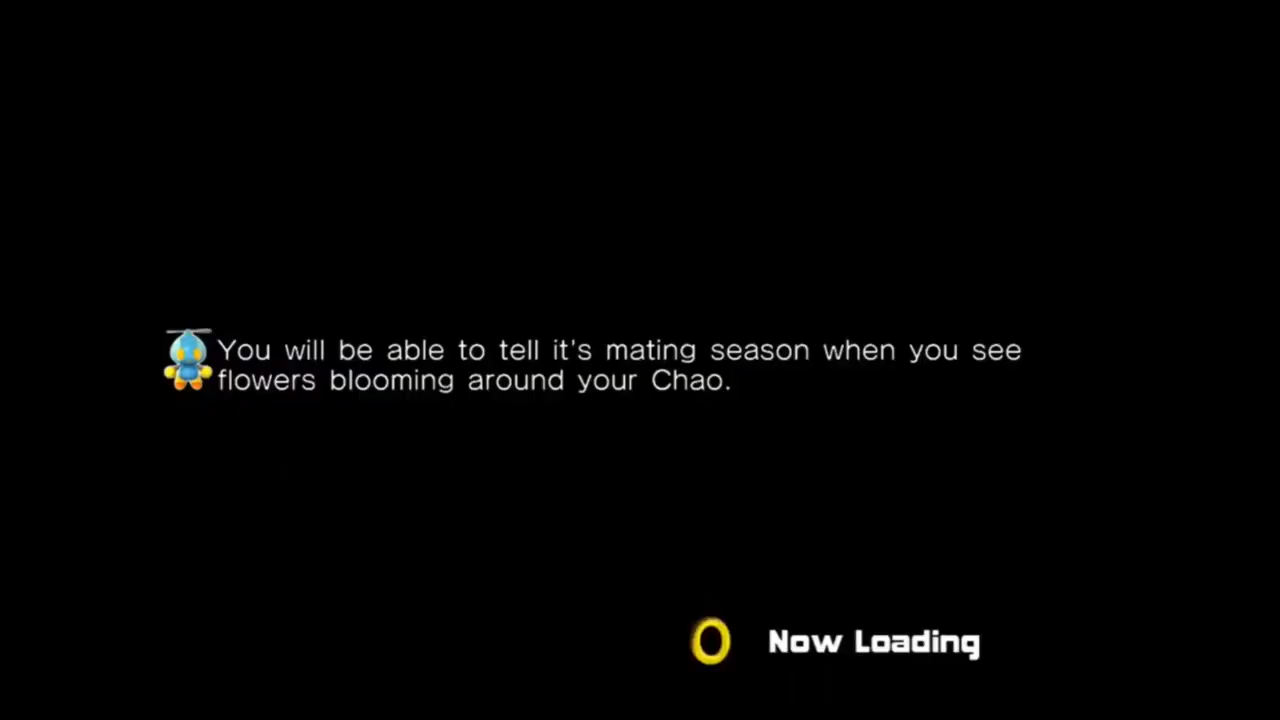 You will be able to tell it's mating season when you see
flowers blooming around your Chao.
Now Loading